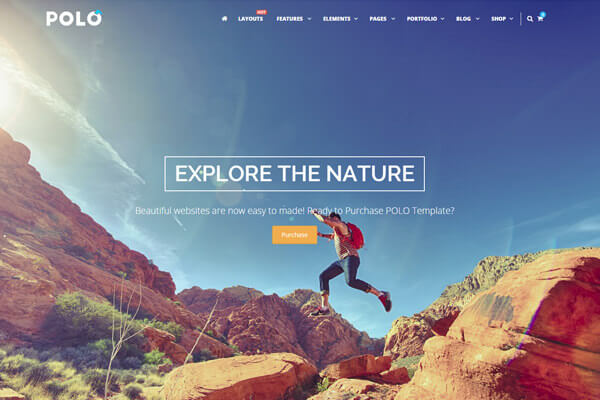 POLO
HOT
LAYOUTS FEATURES ELEMENTS PAGES PORTFOLIO BLOG SHOP
EXPLORE THE NATURE
Beautiful websites are now easy to made! Ready to Purchase POLO Template?
Purchase